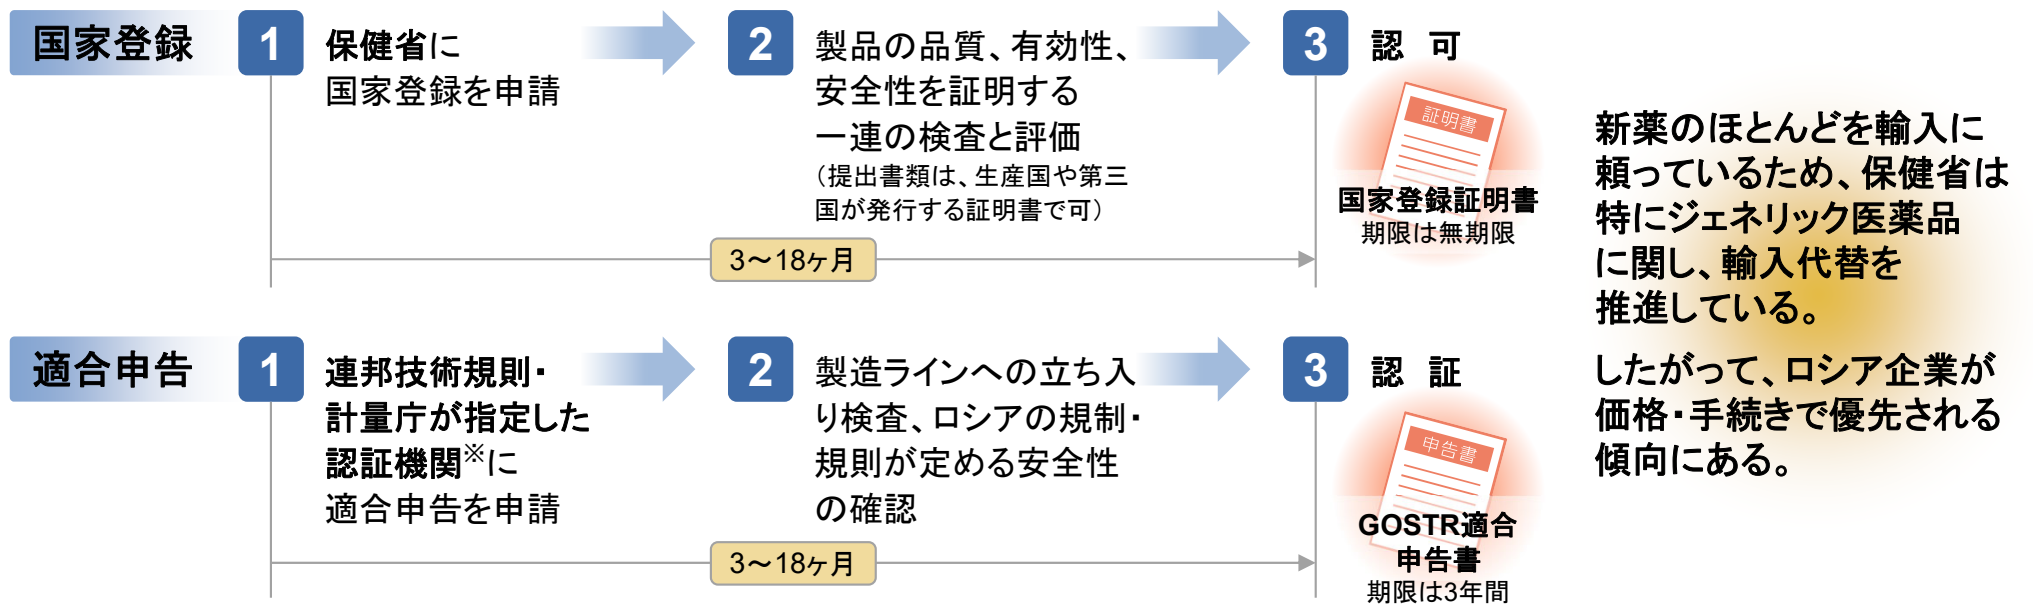 国家登録
1
保健省に
国家登録を申請
2
製品の品質、有効性、
安全性を証明する
一連の検査と評価
（提出書類は、生産国や第三
国が発行する証明書で可）
3
認 可
証明書
国家登録証明書
期限は無期限
3～18ヶ月
適合申告
1
連邦技術規則・
計量庁が指定した
認証機関※に
適合申告を申請
2
製造ラインへの立ち入
り検査、ロシアの規制・
規則が定める安全性
の確認
3
認 証
申告書
GOSTR適合
申告書
期限は3年間
3～18ヶ月
新薬のほとんどを輸入に
頼っているため、保健省は
特にジェネリック医薬品
に関し、輸入代替を
推進している。
したがって、ロシア企業が
価格・手続きで優先される
傾向にある。